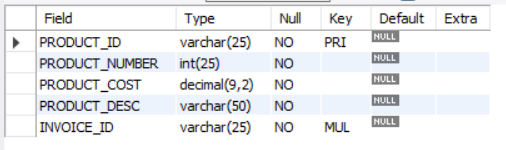 Field Type Null Key Default Extra
PRODUCT_ID varchar(25) NO PRI NULL
PRODUCT_NUMBER int(25) NO NULL
PRODUCT_COST decimal(9,2) NO NULL
PRODUCT_DESC varchar(50) NO NULL
INVOICE_ID varchar(25) NO MUL NULL